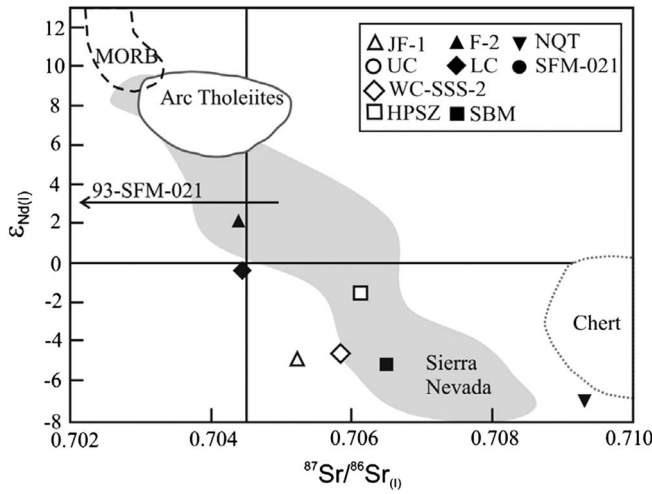 12
10
8
6
4
2
0
-2
-4
-6
-8
εNd(I)
MORB
Arc Tholeiites
93-SFM-021
JF-1 F-2 NQT
UC LC SFM-021
WC-SSS-2
HPSZ SBM
Chert
Sierra
Nevada
0.702 0.704 0.706 0.708 0.710
87Sr/86Sr(I)